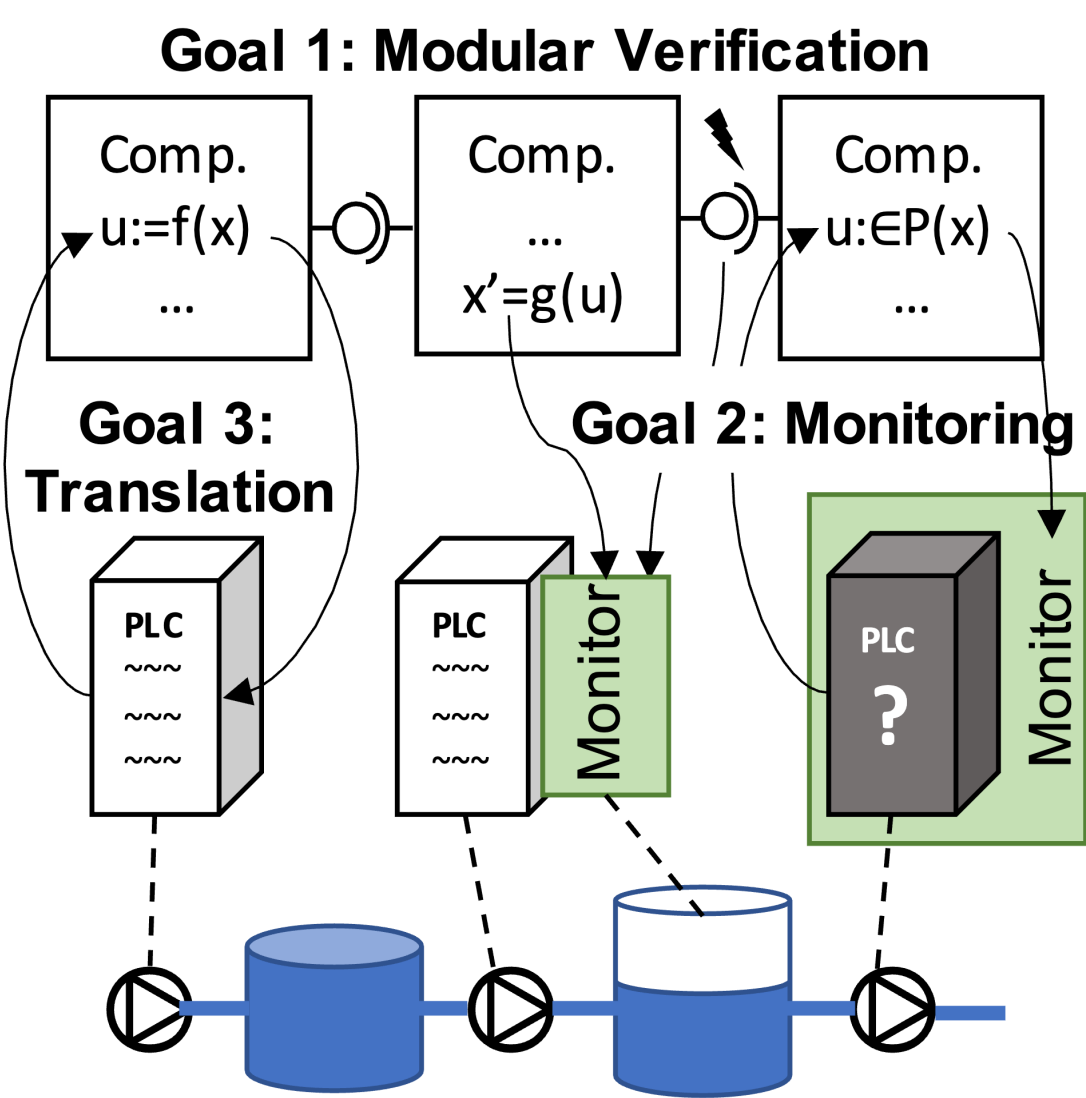 Goal 1: Modular Verification
Comp.
u:=f(x)
...
Comp.
...
x’=g(u)
Comp.
u:∈P(x)
...
Goal 3:
Translation
Goal 2: Monitoring
PLC
~~~
~~~
~~~
PLC
~~~
~~~
~~~
Monitor
PLC
?
Monitor